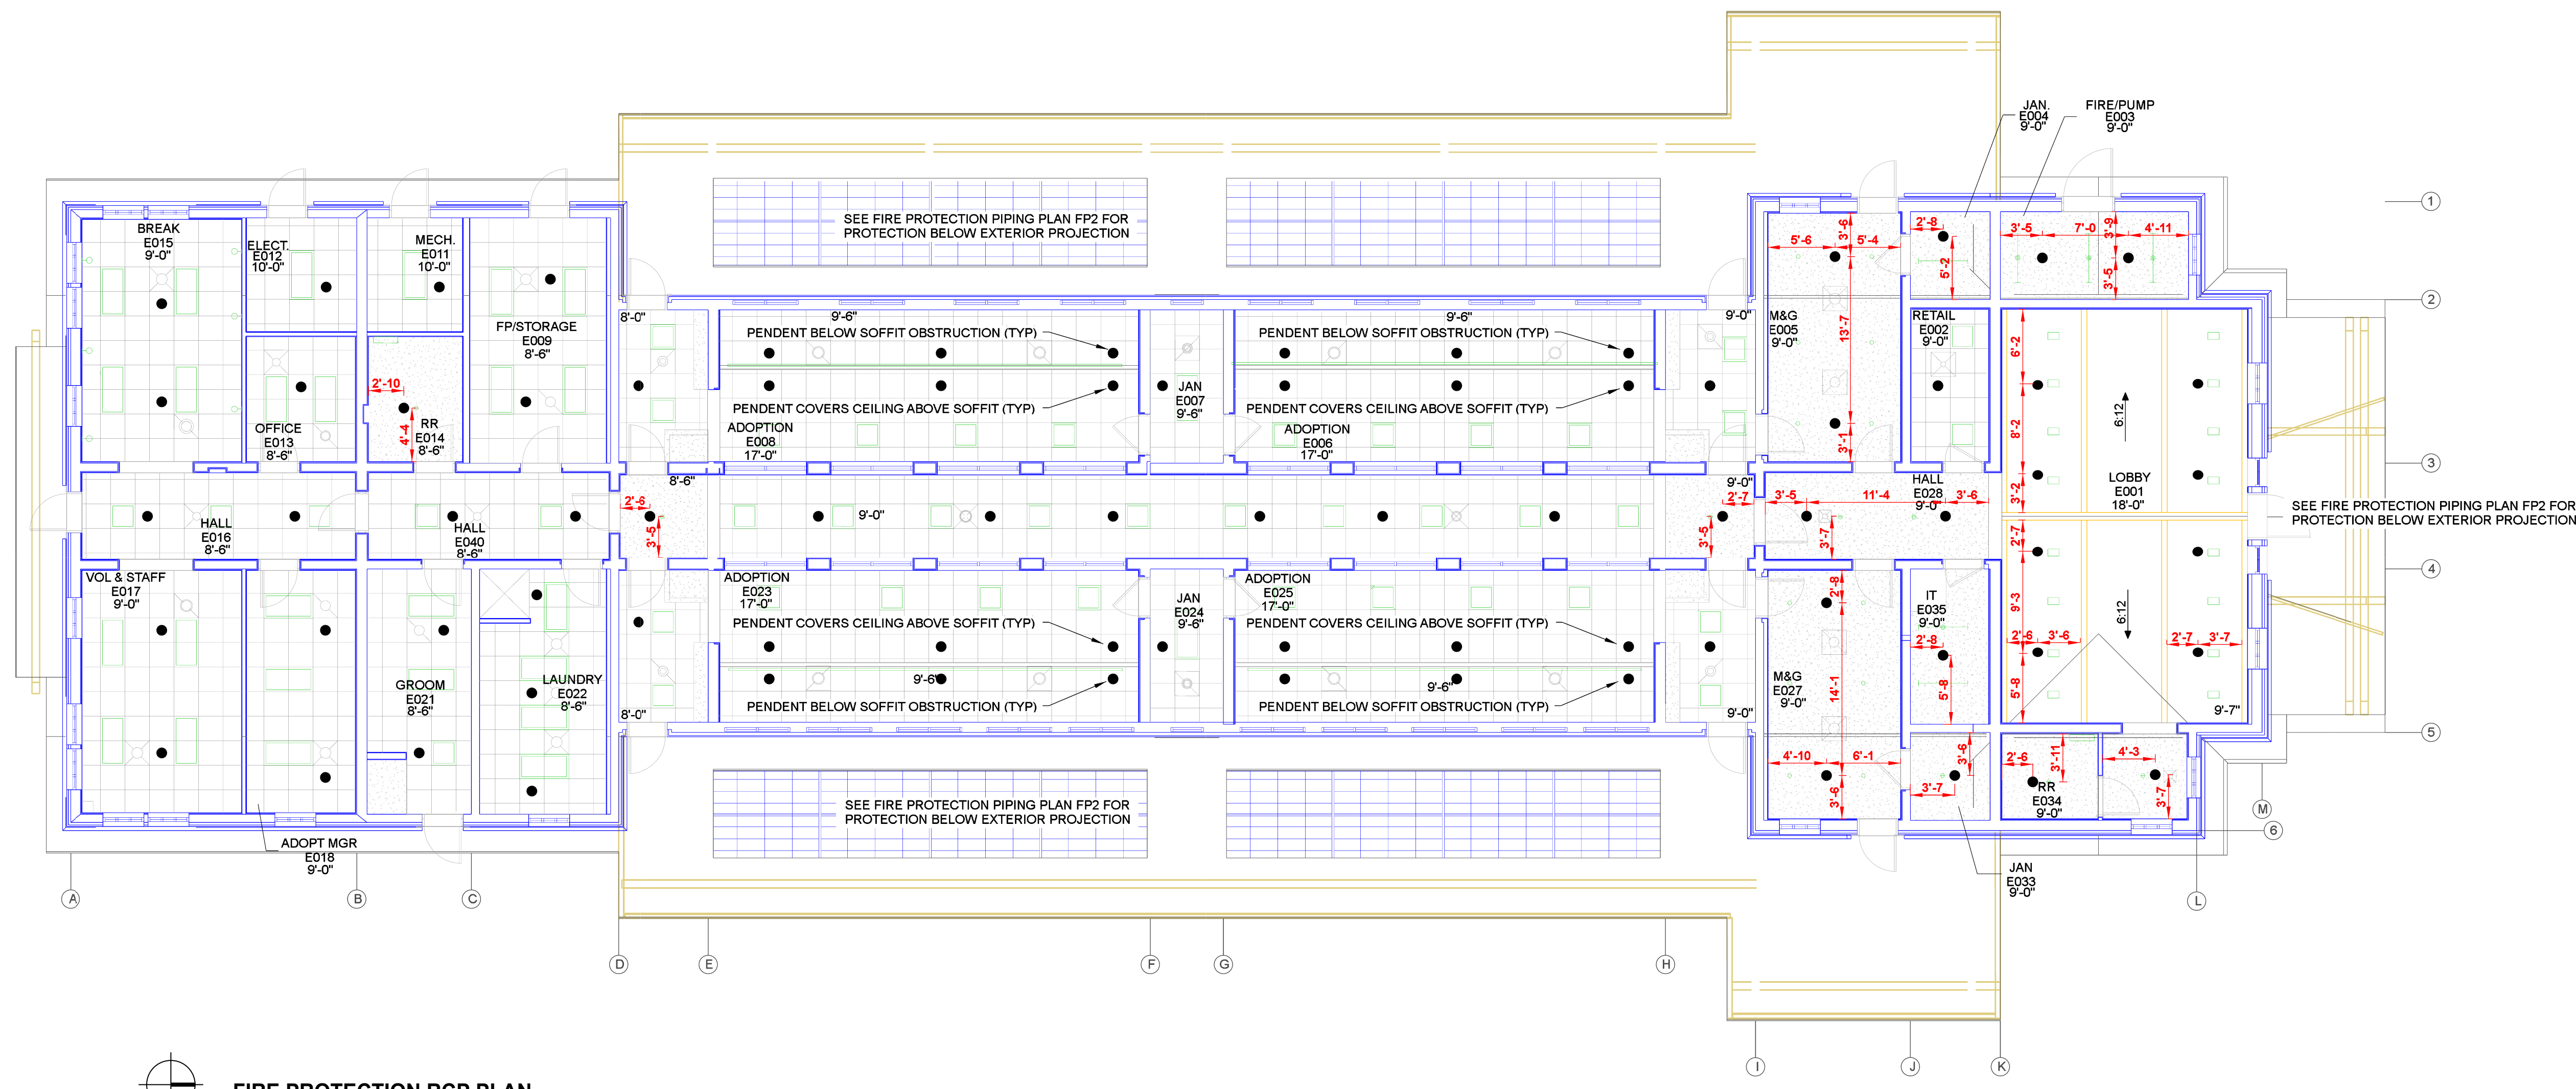 JAN.
E004
9'-0"
FIRE/PUMP
E003
9'-0"
1
SEE FIRE PROTECTION PIPING PLAN FP2 FOR
PROTECTION BELOW EXTERIOR PROJECTION
BREAK
E015
9'-0"
ELECT.
E012
10'-0"
MECH.
E011
10'-0"
2'-8
5'-2
3'-6
5'-6
5'-4
13'-7
3'-1
3'-5
7'-0
3'-9
4'-11
3'-5
2
8'-0"
9'-6"
9'-6"
9'-0"
M&G
E005
9'-0"
RETAIL
E002
9'-0"
FP/STORAGE
E009
8'-6"
PENDENT BELOW SOFFIT OBSTRUCTION (TYP)
PENDENT BELOW SOFFIT OBSTRUCTION (TYP)
6'-2
8'-2
3'-2
6:12
2'-10
4'-4
RR
E014
8'-6"
OFFICE
E013
8'-6"
JAN
E007
9'-6"
PENDENT COVERS CEILING ABOVE SOFFIT (TYP)
PENDENT COVERS CEILING ABOVE SOFFIT (TYP)
ADOPTION
E008
17'-0"
ADOPTION
E006
17'-0"
3
8'-6"
9'-0"
HALL
E028
9'-0"
LOBBY
E001
18'-0"
2'-6
3'-5
9'-0"
2'-7
3'-5
3'-5
11'-4
3'-6
3'-7
SEE FIRE PROTECTION PIPING PLAN FP2 FOR
PROTECTION BELOW EXTERIOR PROJECTION
HALL
E016
8'-6"
HALL
E040
8'-6"
2'-7
9'-3
4
VOL & STAFF
E017
9'-0"
ADOPTION
E023
17'-0"
ADOPTION
E025
17'-0"
JAN
E024
9'-6"
2'-8
14'-1
IT
E035
9'-0"
2'-8
5'-8
6:12
PENDENT COVERS CEILING ABOVE SOFFIT (TYP)
PENDENT COVERS CEILING ABOVE SOFFIT (TYP)
2'-6
3'-6
2'-7
3'-7
5'-8
GROOM
E021
8'-6"
LAUNDRY
E022
8'-6"
9'-6"
9'-6"
M&G
E027
9'-0"
PENDENT BELOW SOFFIT OBSTRUCTION (TYP)
PENDENT BELOW SOFFIT OBSTRUCTION (TYP)
8'-0"
9'-0"
9'-7"
5
4'-10
6'-1
3'-6
3'-6
3'-7
2'-6
3'-11
4'-3
3'-7
RR
E034
9'-0"
SEE FIRE PROTECTION PIPING PLAN FP2 FOR
PROTECTION BELOW EXTERIOR PROJECTION
M
6
ADOPT MGR
E018
9'-0"
JAN
E033
9'-0"
A
B
C
L
D
E
F
G
H
I
J
K
FIRE PROTECTION RCP PLAN